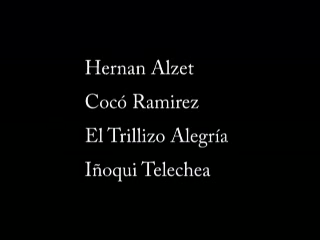 Hernan Alzet
Cocó Ramirez
El Trillizo Alegría
Iñoqui Telechea